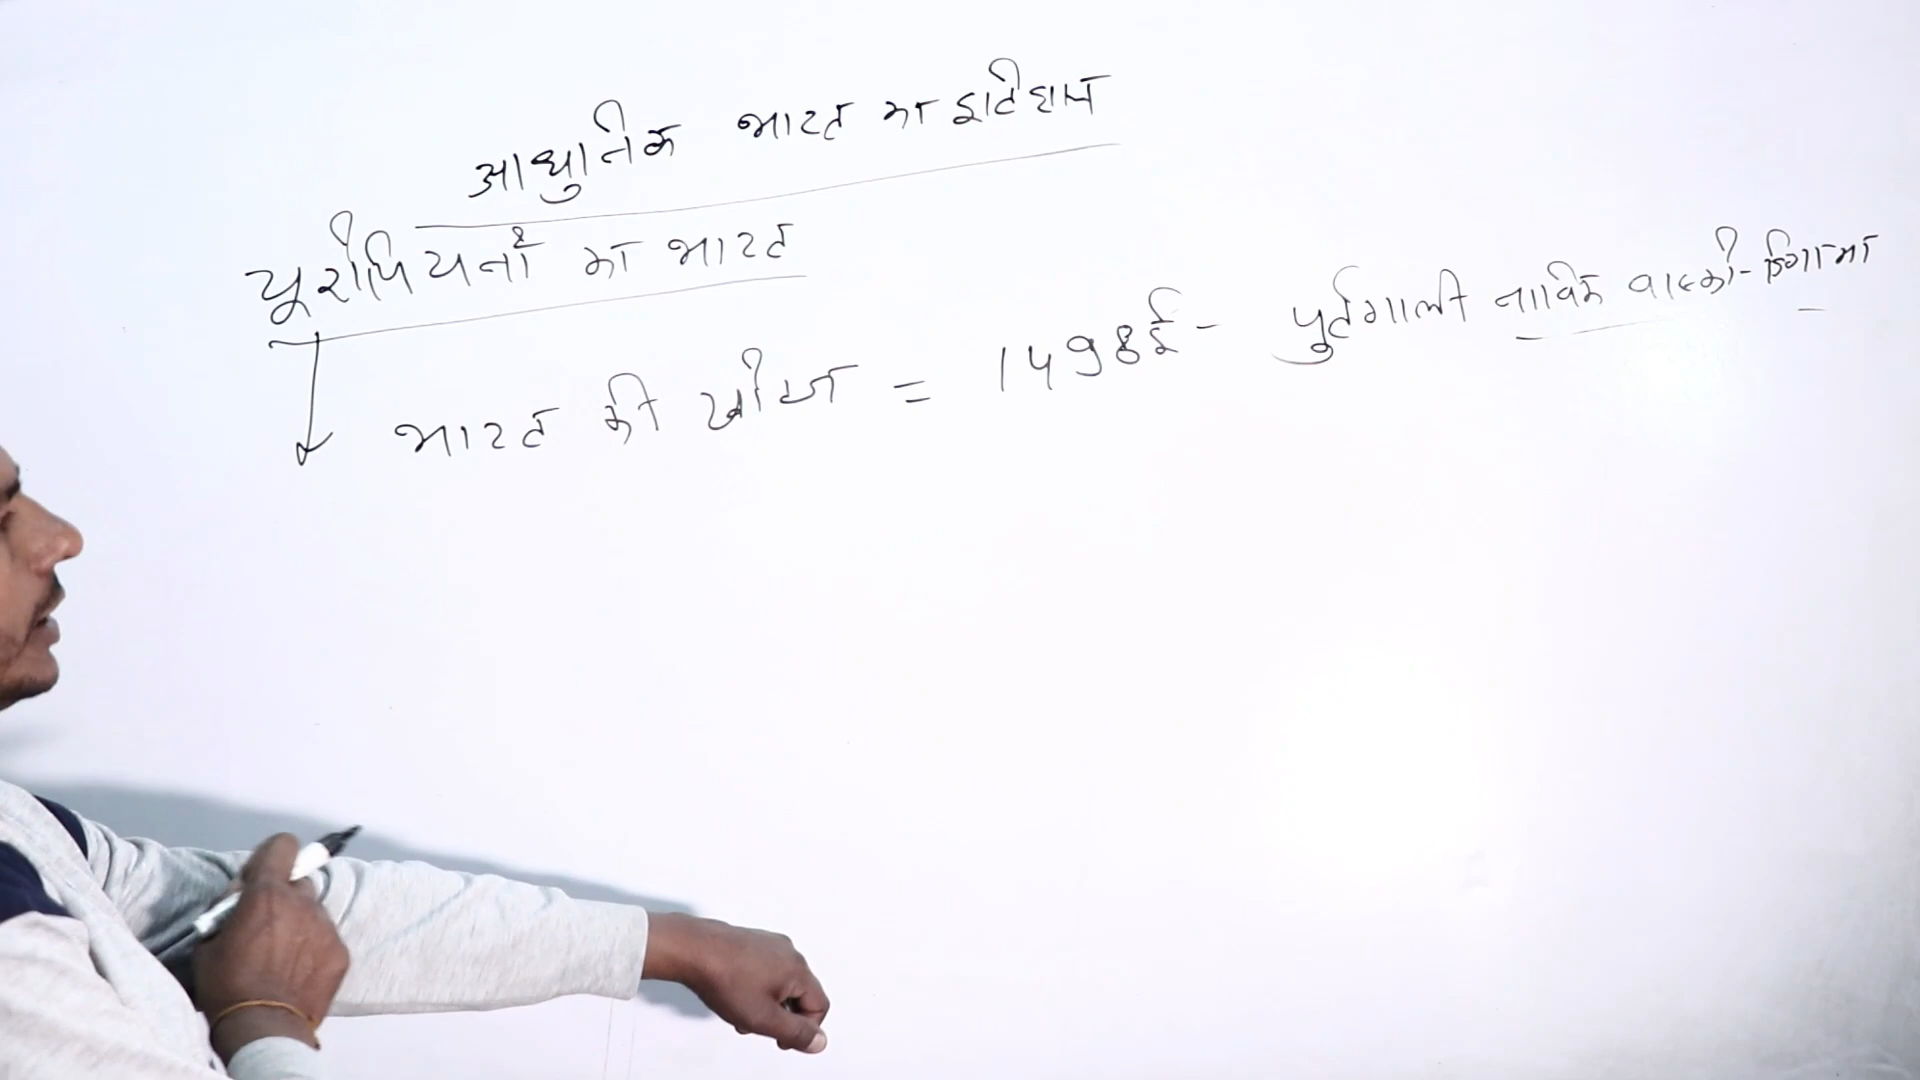 आधुनिक भारत का इतिहास
यूरोपियनों का भारत
भारत की खोज = 1498ई - पुर्तगाली नाविक वास्को-डिगामा